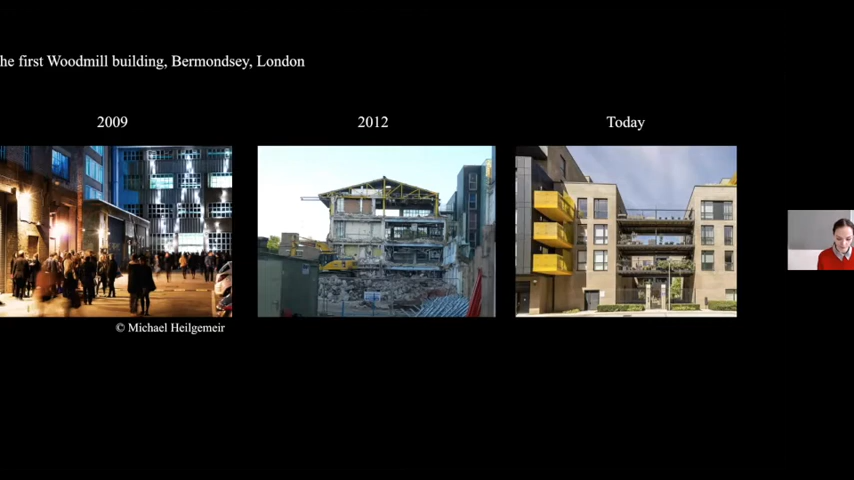 he first Woodmill building, Bermondsey, London
2009
2012
Today
© Michael Heilgemeir